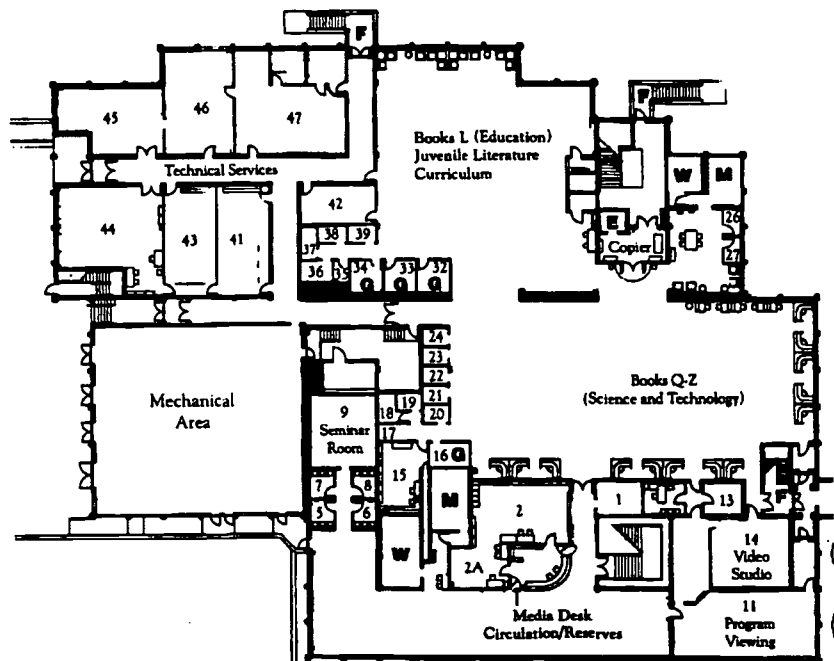 F
45
46
47
Technical Services
Books L (Education)
Juvenile Literature
Curriculum
F
W
M
44
43
41
42
37
38
39
36
35
34
33
32
G
G
G
E
Copier
26
27
Mechanical
Area
24
23
22
21
20
19
18
17
Books Q-Z
(Science and Technology)
9
Seminar
Room
7
8
5
6
15
16 G
M
W
2
2A
1
13
F
14
Video
Studio
11
Program
Viewing
Media Desk
Circulation/Reserves